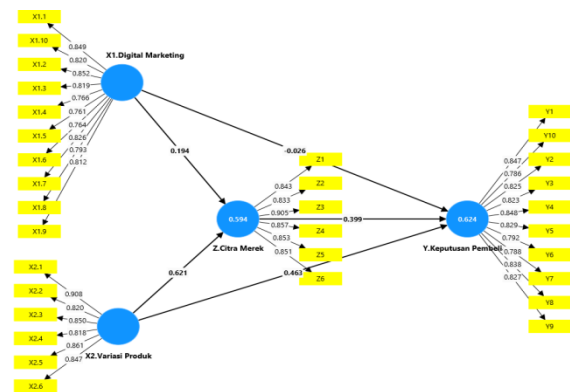 X1.1
X1.10
X1.2
X1.3
X1.4
X1.5
X1.6
X1.7
X1.8
X1.9
0.849
0.820
0.852
0.819
0.766
0.761
0.764
0.826
0.793
0.812
X1.Digital Marketing
0.194
-0.026
Z1
Z2
Z3
Z4
Z5
Z6
0.843
0.833
0.905
0.857
0.853
0.851
0.594
Z.Citra Merek
0.399
0.621
0.463
X2.1
X2.2
X2.3
X2.4
X2.5
X2.6
0.908
0.820
0.850
0.818
0.861
0.847
X2.Variasi Produk
0.624
Y.Keputusan Pembeli
0.847
0.786
0.825
0.823
0.848
0.829
0.792
0.788
0.838
0.827
Y1
Y10
Y2
Y3
Y4
Y5
Y6
Y7
Y8
Y9